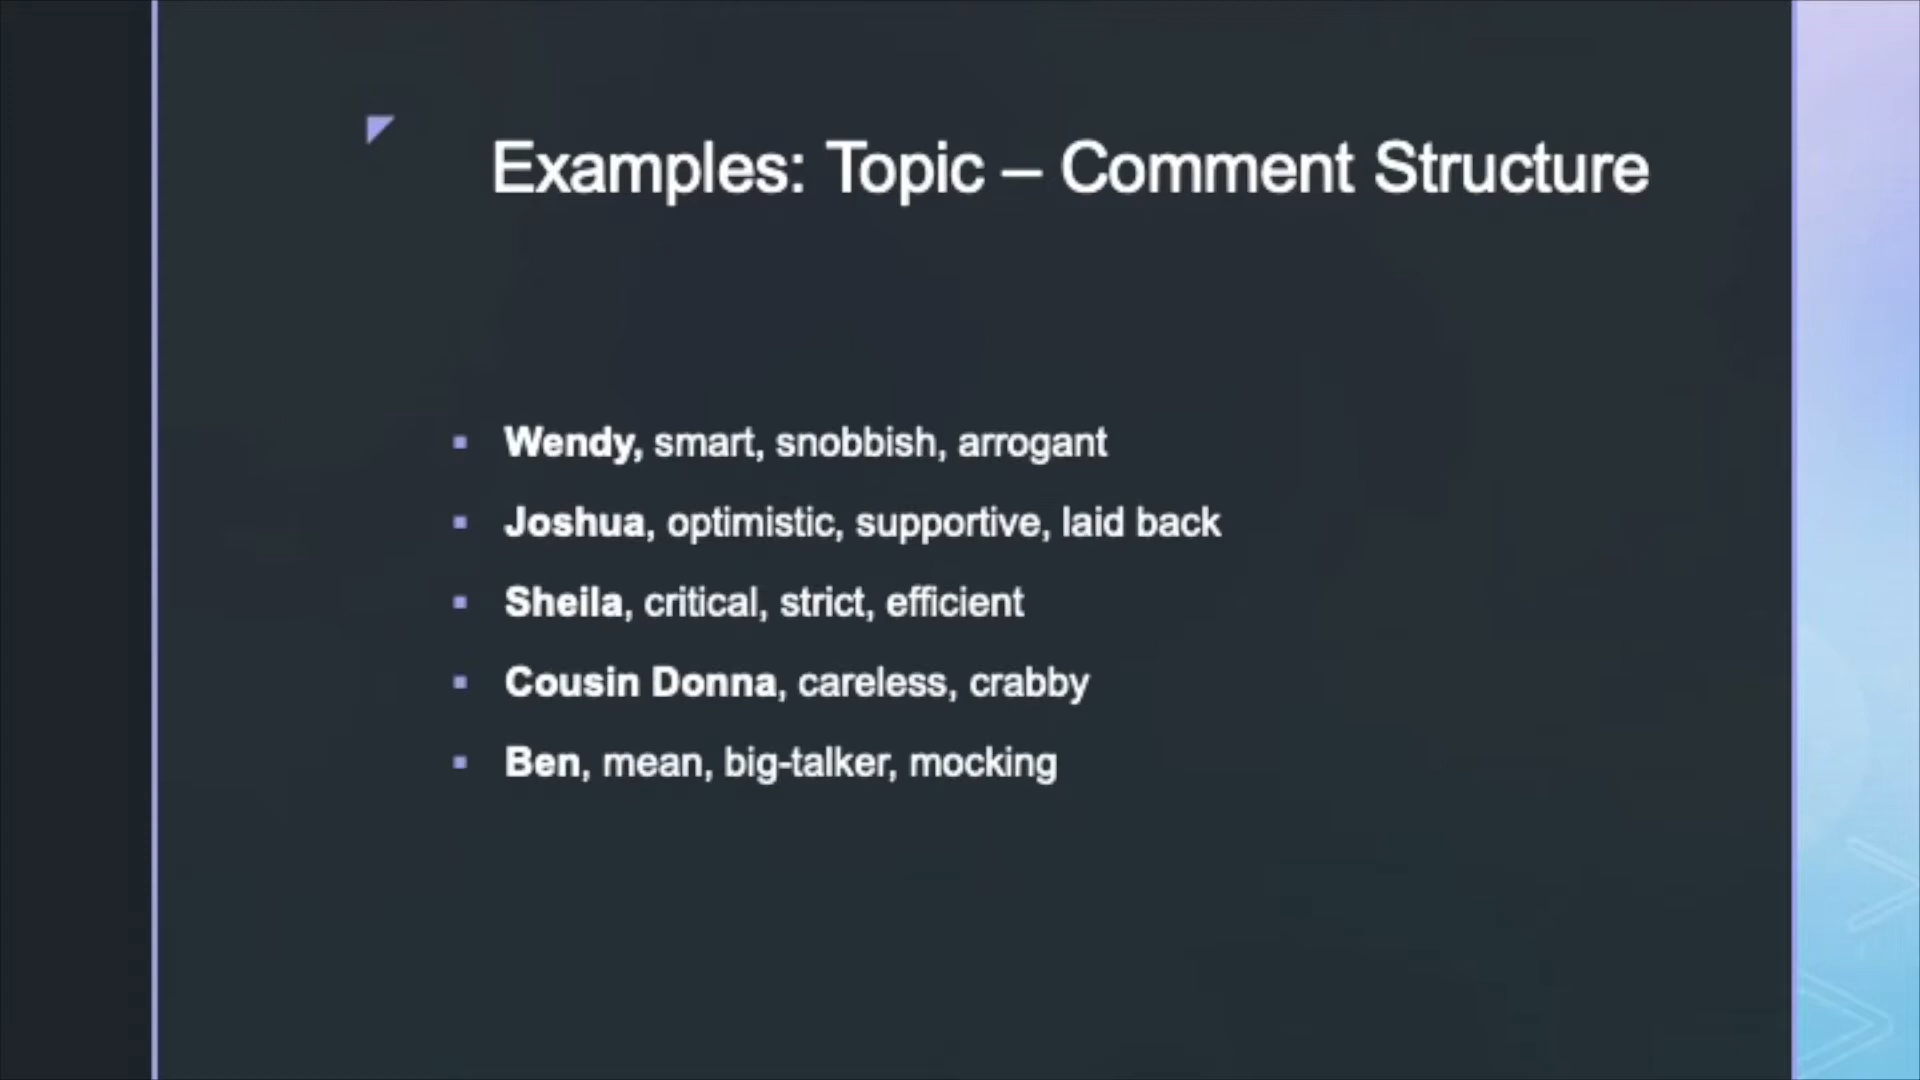 Examples: Topic – Comment Structure
Wendy, smart, snobbish, arrogant
Joshua, optimistic, supportive, laid back
Sheila, critical, strict, efficient
Cousin Donna, careless, crabby
Ben, mean, big-talker, mocking